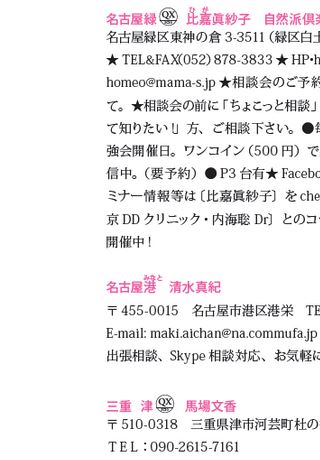 名古屋緑 QX 比嘉眞紗子 自然派倶楽
名古屋緑区東神の倉 3-3511（緑区白土
★ TEL&FAX(052) 878-3833 ★ HP・h
homeo@mama-s.jp ★相談会のご予約
て。★相談会の前に「ちょこっと相談」
て知りたい！」方、ご相談下さい。●毎
強会開催日。ワンコイン（500 円）で
信中。（要予約）● P3 台有★ Facebo
ミナー情報等は〔比嘉眞紗子〕を che
京 DD クリニック・内海聡 Dr〕とのコ
開催中！
名古屋港 清水真紀
〒 455-0015 名古屋市港区港栄 TE
E-mail: maki.aichan@na.commufa.jp
出張相談、Skype 相談対応、お気軽に
三重 津 QX 馬場文香
〒 510-0318 三重県津市河芸町杜の
ＴＥＬ：090-2615-7161